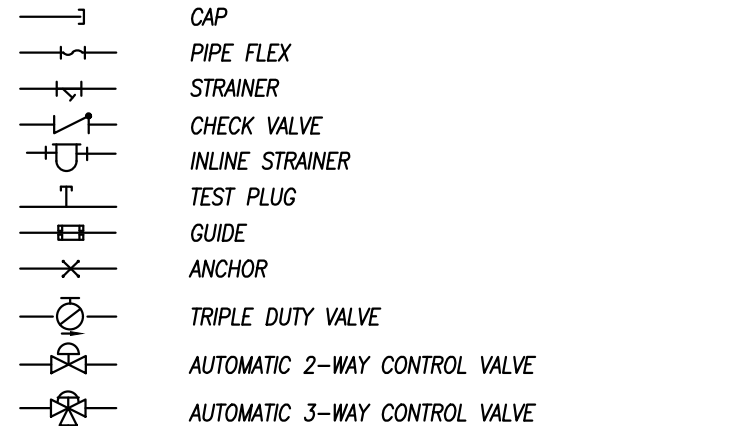 CAP
PIPE FLEX
STRAINER
CHECK VALVE
INLINE STRAINER
TEST PLUG
GUIDE
ANCHOR
TRIPLE DUTY VALVE
AUTOMATIC 2-WAY CONTROL VALVE
AUTOMATIC 3-WAY CONTROL VALVE